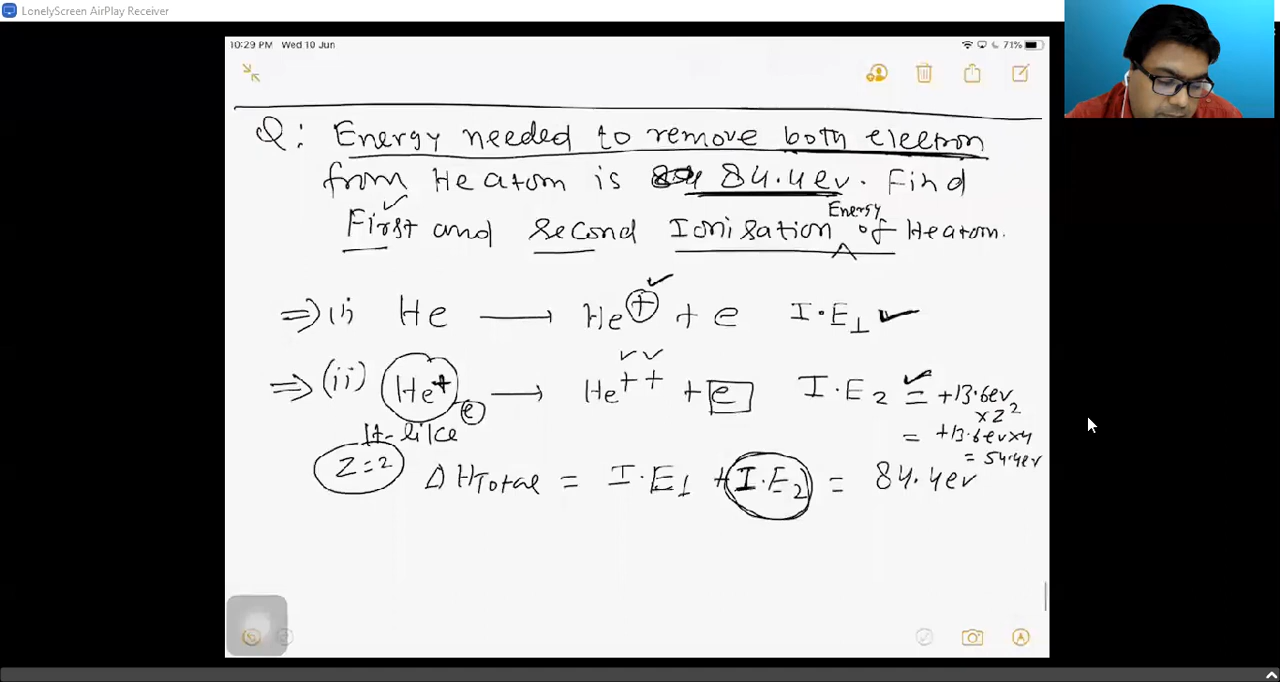 LonelyScreen AirPlay Receiver
10:29 PM Wed 10 Jun
71%
Q: Energy needed to remove both electron
from He atom is 84.4ev. Find
First and second Ionisation Energy of He atom.
⇒(i) He → He+ + e I.E1
⇒(ii) He+ → He++ + e I.E2 = +13.6ev
×Z²
e
H-like = +13.6ev×4
= 54.4ev
Z=2 ΔHTotal = I.E1 + I.E2 = 84.4ev